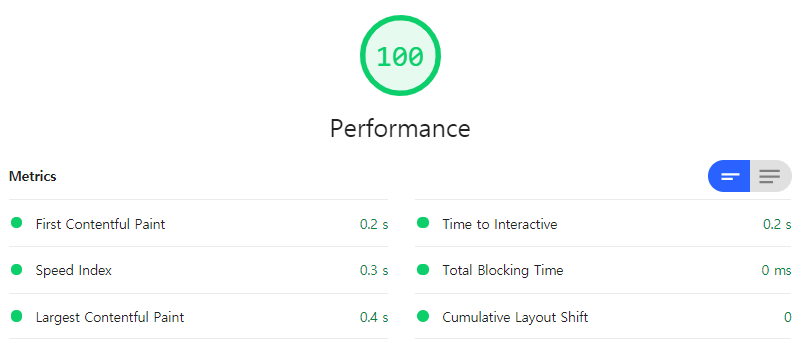 100
Performance
Metrics
First Contentful Paint 0.2 s
Time to Interactive 0.2 s
Speed Index 0.3 s
Total Blocking Time 0 ms
Largest Contentful Paint 0.4 s
Cumulative Layout Shift 0